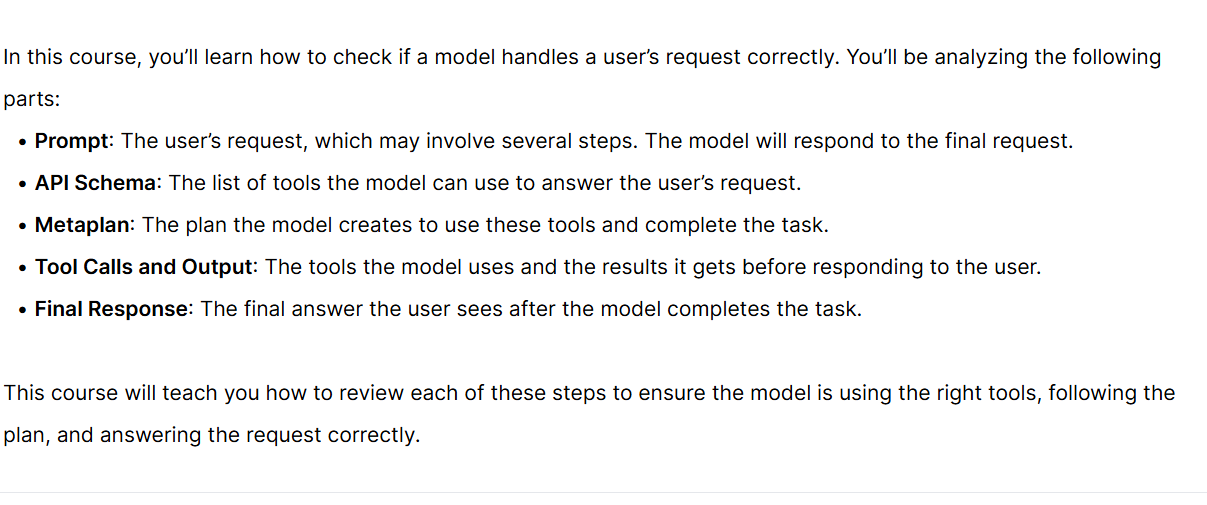 In this course, you’ll learn how to check if a model handles a user’s request correctly. You’ll be analyzing the following
parts:
• Prompt: The user’s request, which may involve several steps. The model will respond to the final request.
• API Schema: The list of tools the model can use to answer the user’s request.
• Metaplan: The plan the model creates to use these tools and complete the task.
• Tool Calls and Output: The tools the model uses and the results it gets before responding to the user.
• Final Response: The final answer the user sees after the model completes the task.
This course will teach you how to review each of these steps to ensure the model is using the right tools, following the
plan, and answering the request correctly.